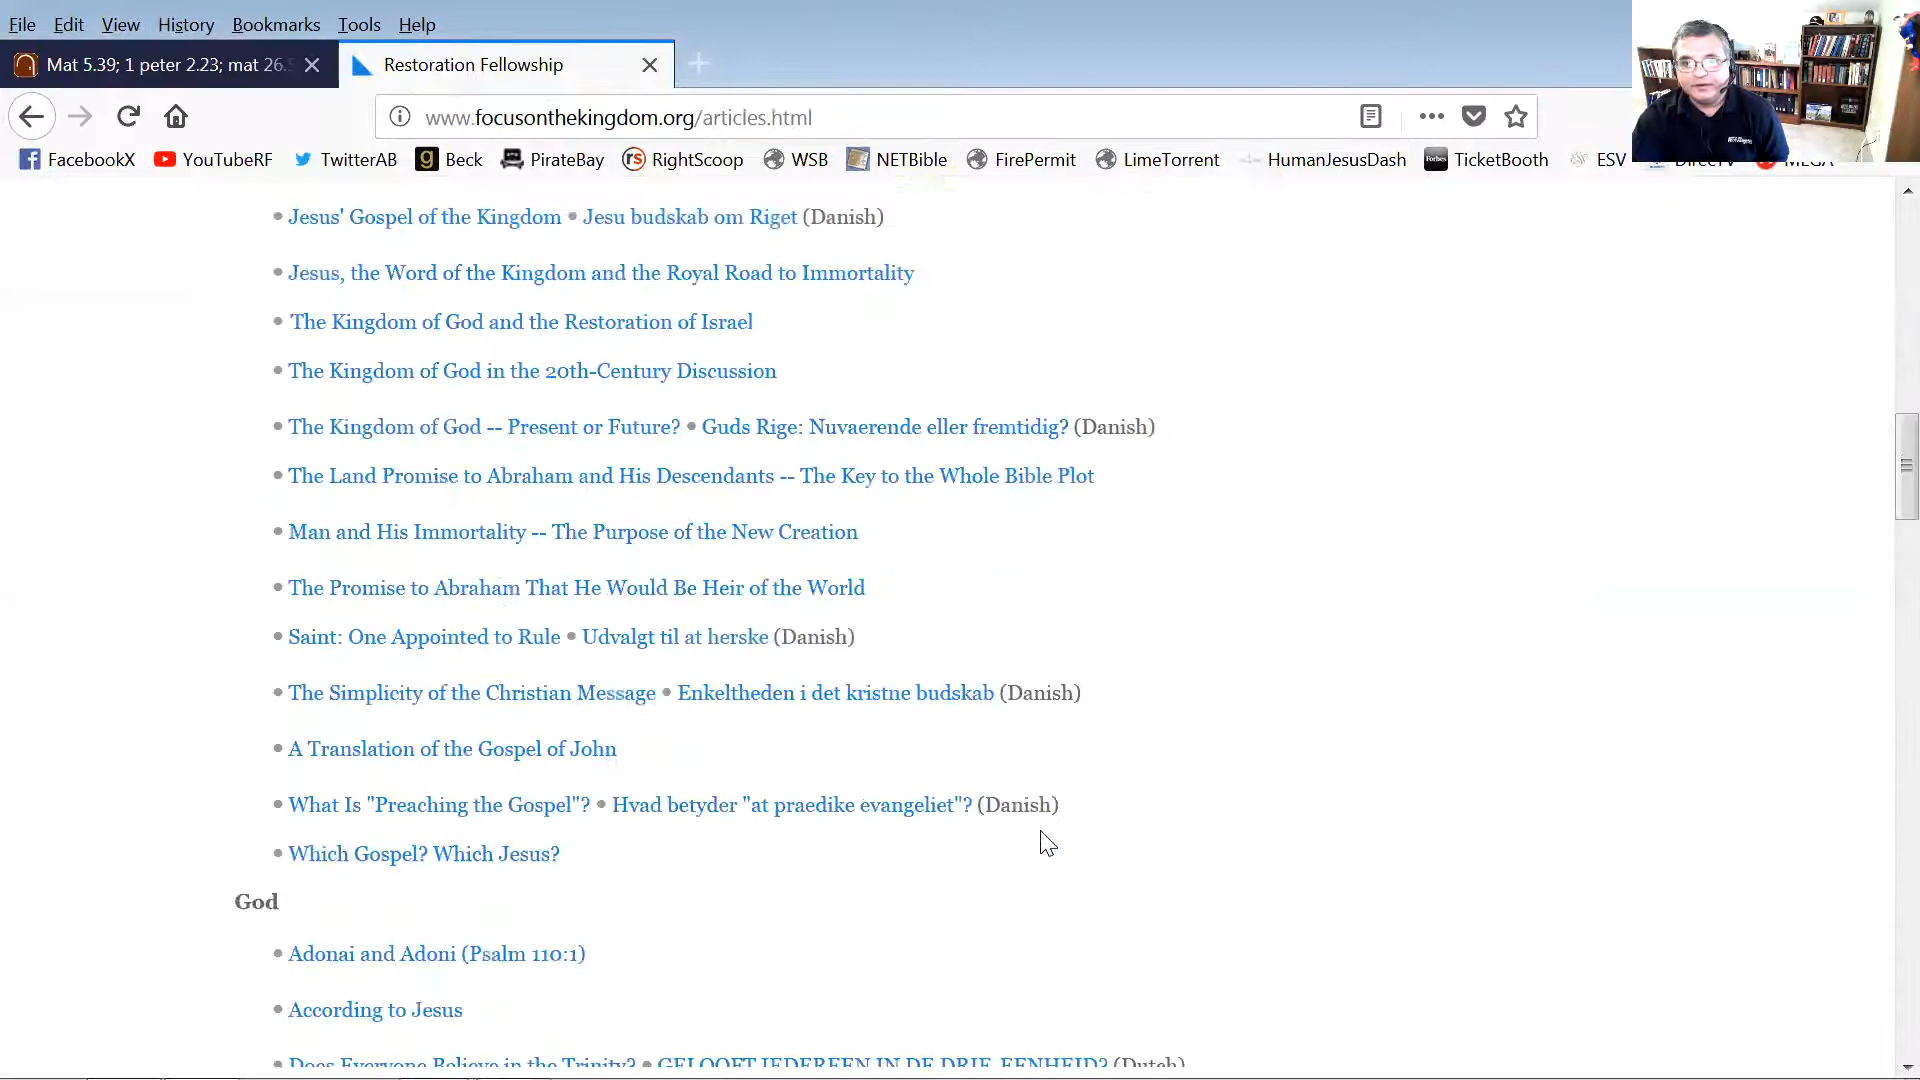 File Edit View History Bookmarks Tools Help
Mat 5.39; 1 peter 2.23; mat 26.5
Restoration Fellowship
www.focusonthekingdom.org/articles.html
FacebookX YouTubeRF TwitterAB Beck PirateBay RightScoop WSB NETBible FirePermit LimeTorrent HumanJesusDash TicketBooth ESV DirecTV MEGA
• Jesus' Gospel of the Kingdom • Jesu budskab om Riget (Danish)
• Jesus, the Word of the Kingdom and the Royal Road to Immortality
• The Kingdom of God and the Restoration of Israel
• The Kingdom of God in the 20th-Century Discussion
• The Kingdom of God -- Present or Future? • Guds Rige: Nuvaerende eller fremtidig? (Danish)
• The Land Promise to Abraham and His Descendants -- The Key to the Whole Bible Plot
• Man and His Immortality -- The Purpose of the New Creation
• The Promise to Abraham That He Would Be Heir of the World
• Saint: One Appointed to Rule • Udvalgt til at herske (Danish)
• The Simplicity of the Christian Message • Enkeltheden i det kristne budskab (Danish)
• A Translation of the Gospel of John
• What Is "Preaching the Gospel"? • Hvad betyder "at praedike evangeliet"? (Danish)
• Which Gospel? Which Jesus?
God
• Adonai and Adoni (Psalm 110:1)
• According to Jesus
• Does Everyone Believe in the Trinity? • GELOOFT IEDEREEN IN DE DRIE-EENHEID? (Dutch)